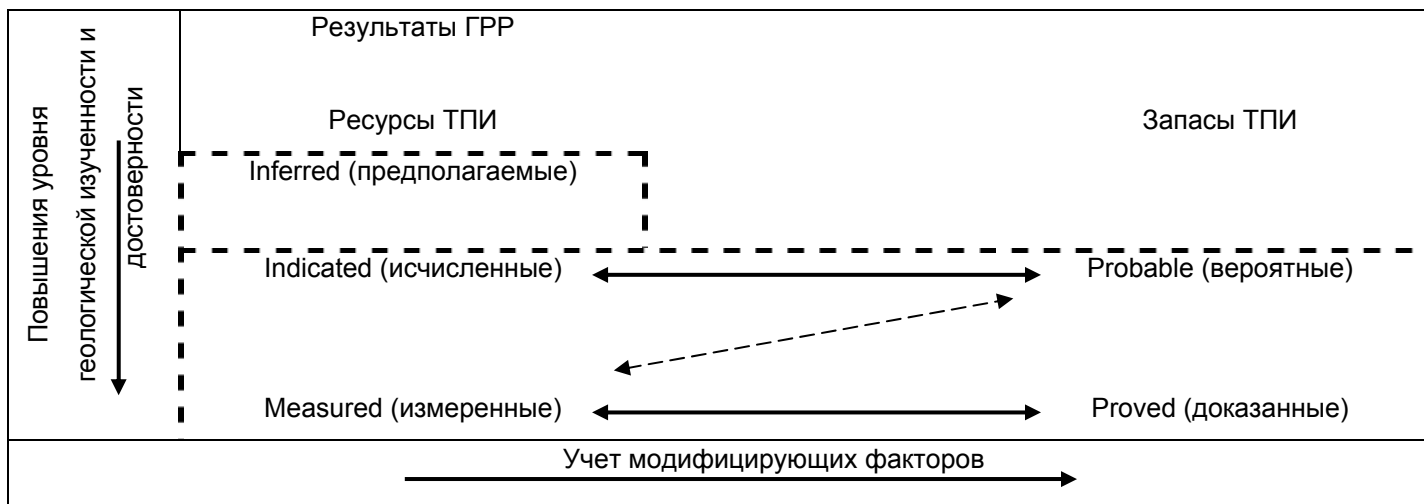 Повышения уровня
геологической изученности и
достоверности
Результаты ГРР
Ресурсы ТПИ
Запасы ТПИ
Inferred (предполагаемые)
Indicated (исчисленные)
Probable (вероятные)
Measured (измеренные)
Proved (доказанные)
Учет модифицирующих факторов